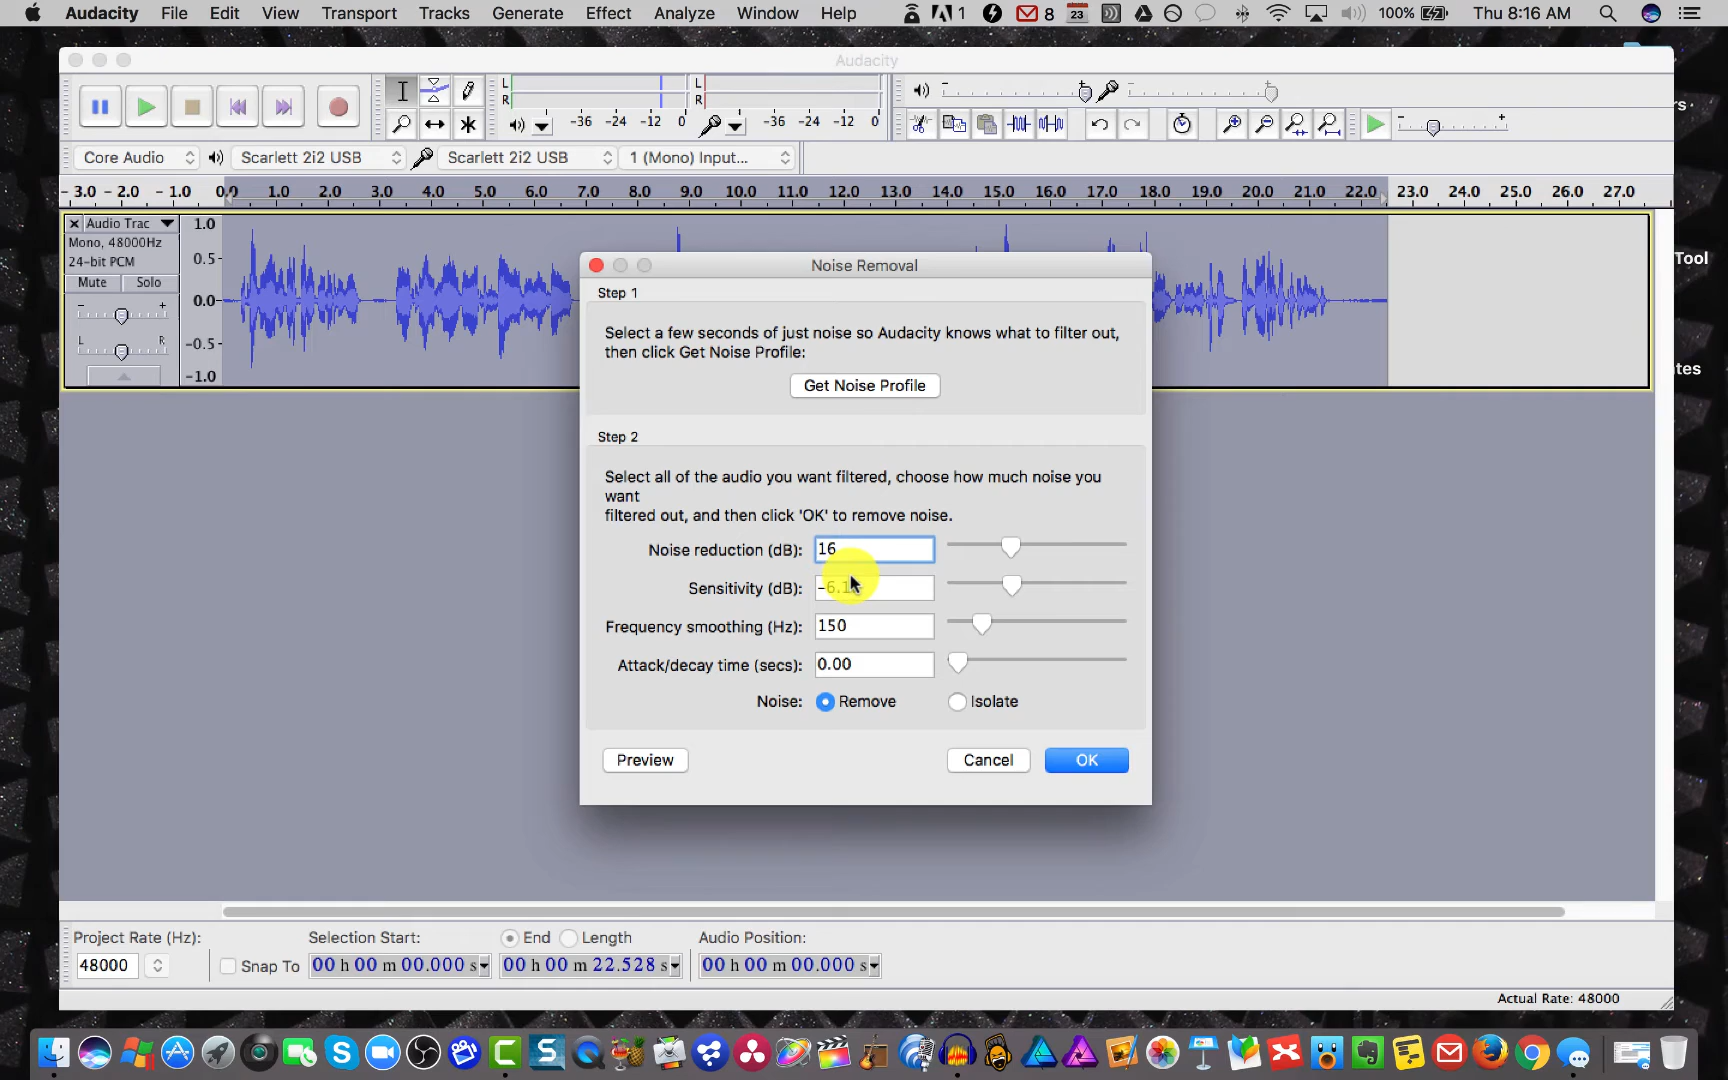 Audacity File Edit View Transport Tracks Generate Effect Analyze Window Help 1 8 23 100% Thu 8:16 AM
Audacity
L R -36 -24 -12 0 L R -36 -24 -12 0
Core Audio Scarlett 2i2 USB Scarlett 2i2 USB 1 (Mono) Input...
- 3.0 - 2.0 - 1.0 0.0 1.0 2.0 3.0 4.0 5.0 6.0 7.0 8.0 9.0 10.0 11.0 12.0 13.0 14.0 15.0 16.0 17.0 18.0 19.0 20.0 21.0 22.0 23.0 24.0 25.0 26.0 27.0
Audio Trac 1.0
Mono, 48000Hz
24-bit PCM 0.5
Mute Solo
- + 0.0
L R -0.5
-1.0
Noise Removal
Step 1
Select a few seconds of just noise so Audacity knows what to filter out,
then click Get Noise Profile:
Get Noise Profile
Step 2
Select all of the audio you want filtered, choose how much noise you
want
filtered out, and then click 'OK' to remove noise.
Noise reduction (dB): 16
Sensitivity (dB):
Frequency smoothing (Hz): 150
Attack/decay time (secs): 0.00
Noise: Remove Isolate
Preview Cancel OK
Tool
Project Rate (Hz): Selection Start: End Length Audio Position:
48000 Snap To 00 h 00 m 00.000 s 00 h 00 m 22.528 s 00 h 00 m 00.000 s
Actual Rate: 48000